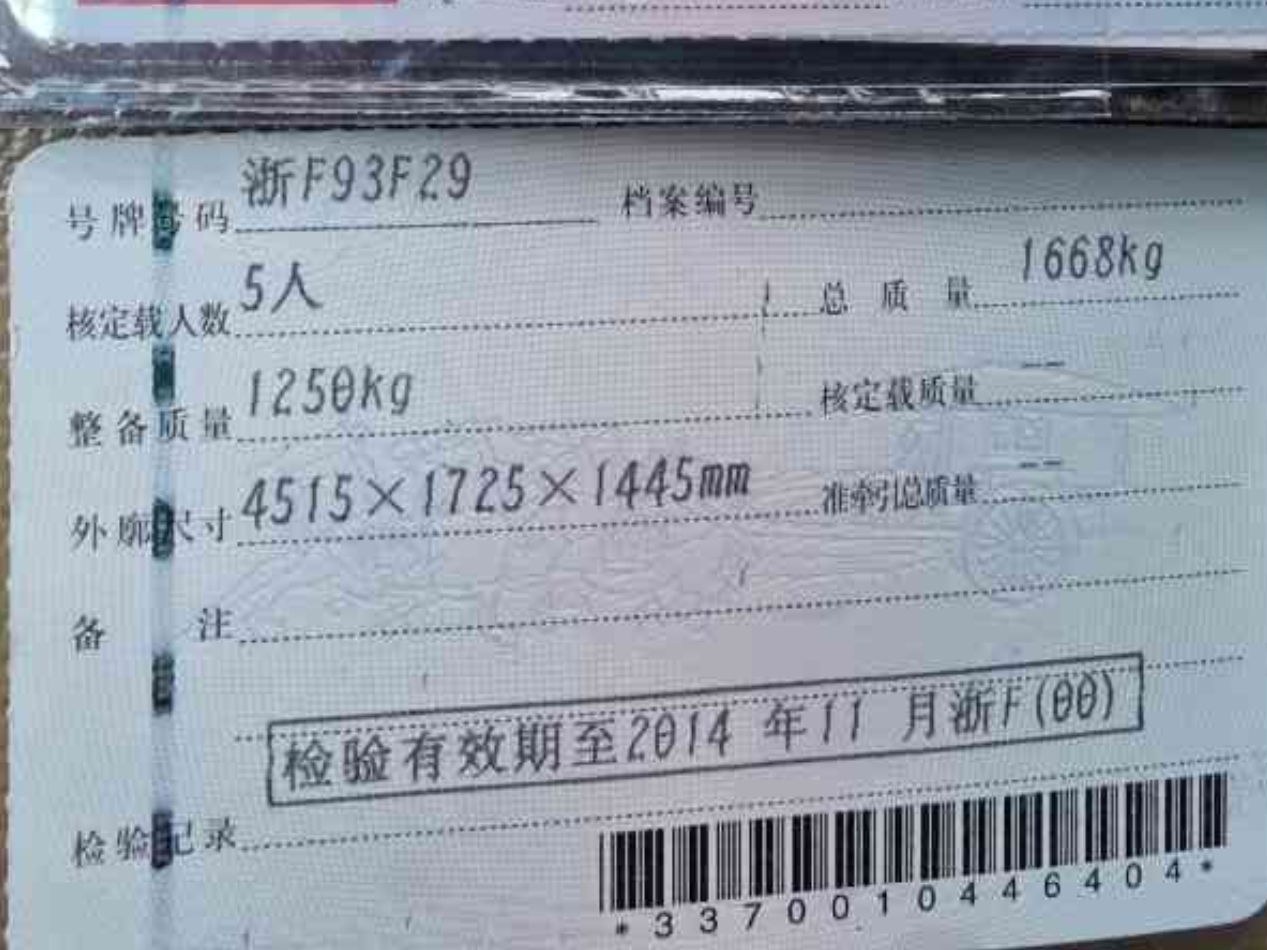 号牌号码 浙F93F29 档案编号
核定载人数 5人 总质量 1668kg
整备质量 1250kg 核定载质量 --
外廓尺寸 4515×1725×1445mm 准牵引总质量 --
备注
检验有效期至2014 年11 月浙F(00)
检验记录
*3370010446404*